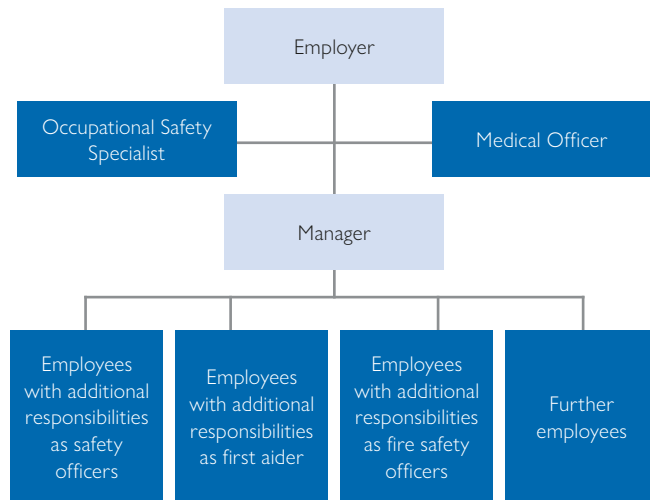 Employer
Occupational Safety
Specialist
Medical Officer
Manager
Employees
with additional
responsibilities
as safety
officers
Employees
with additional
responsibilities
as first aider
Employees
with additional
responsibilities
as fire safety
officers
Further
employees